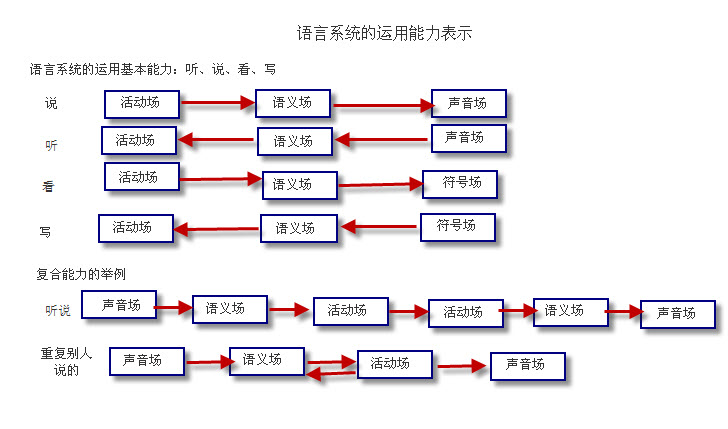 语言系统的运用能力表示
语言系统的运用基本能力：听、说、看、写
说 活动场 语义场 声音场
听 活动场 语义场 声音场
看 活动场 语义场 符号场
写 活动场 语义场 符号场
复合能力的举例
听说 声音场 语义场 活动场 活动场 语义场 声音场
重复别人 声音场 语义场 活动场 声音场
说的